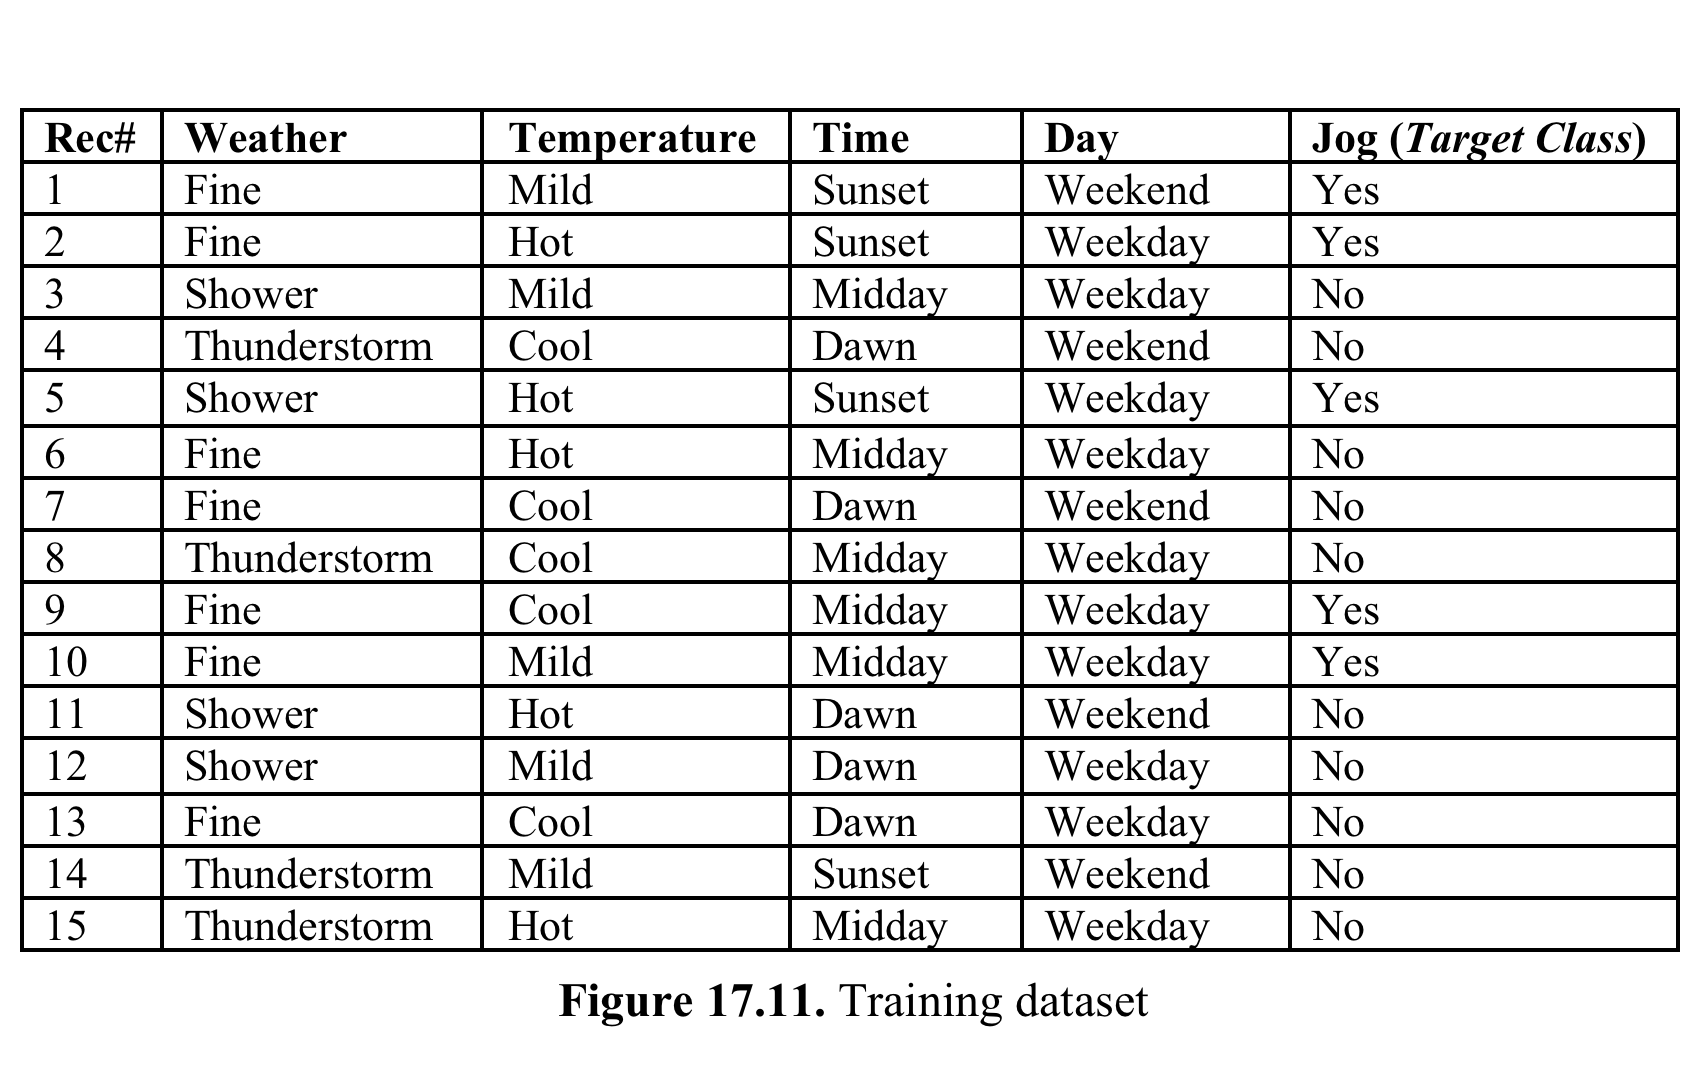 Rec# Weather Temperature Time Day Jog (Target Class)
1 Fine Mild Sunset Weekend Yes
2 Fine Hot Sunset Weekday Yes
3 Shower Mild Midday Weekday No
4 Thunderstorm Cool Dawn Weekend No
5 Shower Hot Sunset Weekday Yes
6 Fine Hot Midday Weekday No
7 Fine Cool Dawn Weekend No
8 Thunderstorm Cool Midday Weekday No
9 Fine Cool Midday Weekday Yes
10 Fine Mild Midday Weekday Yes
11 Shower Hot Dawn Weekend No
12 Shower Mild Dawn Weekday No
13 Fine Cool Dawn Weekday No
14 Thunderstorm Mild Sunset Weekend No
15 Thunderstorm Hot Midday Weekday No
Figure 17.11. Training dataset